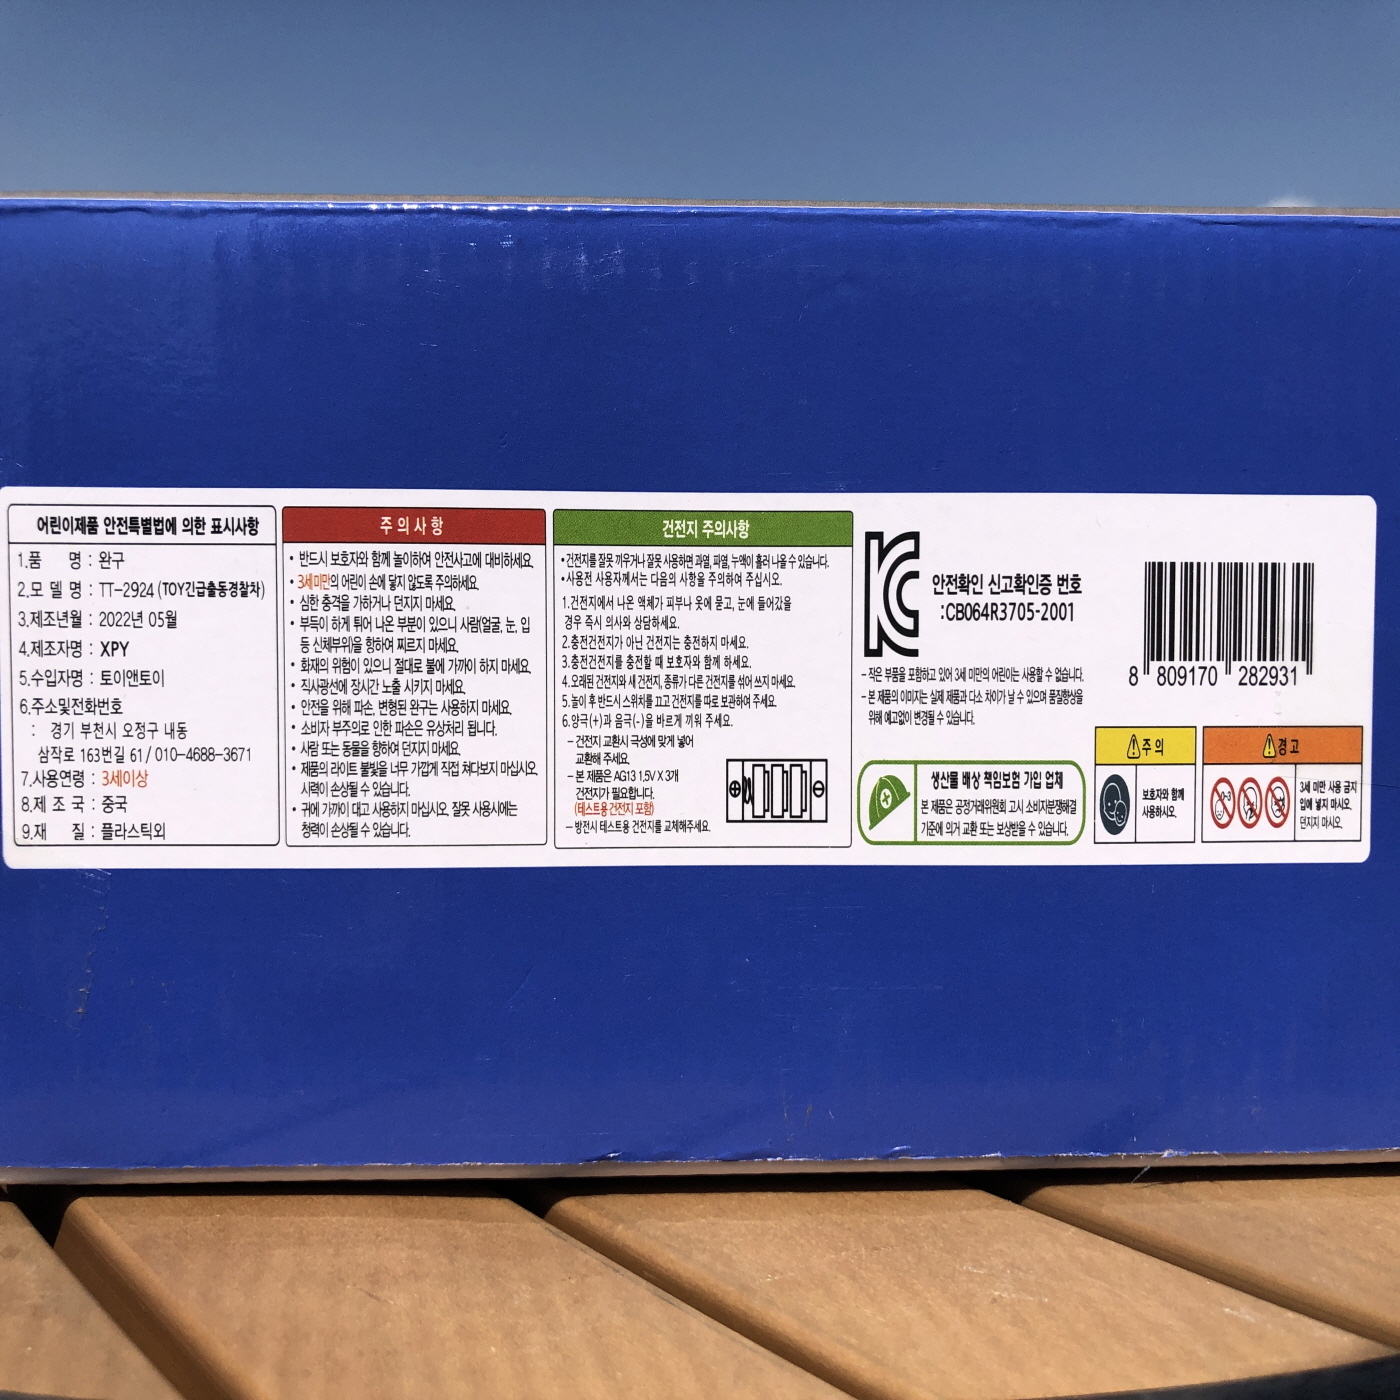 어린이제품 안전특별법에 의한 표시사항
1.품 명 : 완구
2.모 델 명 : TT-2924 (TOY긴급출동경찰차)
3.제조년월 : 2022년 05월
4.제조자명 : XPY
5.수입자명 : 토이앤토이
6.주소및전화번호
: 경기 부천시 오정구 내동
삼작로 163번길 61 / 010-4688-3671
7.사용연령 : 3세이상
8.제 조 국 : 중국
9.재 질 : 플라스틱외
주 의 사 항
• 반드시 보호자와 함께 놀이하여 안전사고에 대비하세요.
• 3세미만의 어린이 손에 닿지 않도록 주의하세요.
• 심한 충격을 가하거나 던지지 마세요.
• 부득이 하게 튀어 나온 부분이 있으니 사람(얼굴, 눈, 입
등 신체부위)을 향하여 찌르지 마세요.
• 화재의 위험이 있으니 절대로 불에 가까이 하지 마세요.
• 직사광선에 장시간 노출 시키지 마세요.
• 안전을 위해 파손, 변형된 완구는 사용하지 마세요.
• 소비자 부주의로 인한 파손은 유상처리 됩니다.
• 사람 또는 동물을 향하여 던지지 마세요.
• 제품의 라이트 불빛을 너무 가깝게 직접 쳐다보지 마십시오.
시력이 손상될 수 있습니다.
• 귀에 가까이 대고 사용하지 마십시오. 잘못 사용시에는
청력이 손상될 수 있습니다.
건전지 주의사항
• 건전지를 잘못 끼우거나 잘못 사용하면 과열, 파열, 누액이 흘러 나올 수 있습니다.
• 사용전 사용자께서는 다음의 사항을 주의하여 주십시오.
1.건전지에서 나온 액체가 피부나 옷에 묻고, 눈에 들어갔을
경우 즉시 의사와 상담하세요.
2.충전건전지가 아닌 건전지는 충전하지 마세요.
3.충전건전지를 충전할 때 보호자와 함께 하세요.
4.오래된 건전지와 새 건전지, 종류가 다른 건전지를 섞어 쓰지 마세요.
5.놀이 후 반드시 스위치를 끄고 건전지를 따로 보관하여 주세요.
6.양극(+)과 음극(-)을 바르게 끼워 주세요.
– 건전지 교환시 극성에 맞게 넣어
교환해 주세요.
– 본 제품은 AG13 1.5V X 3개
건전지가 필요합니다.
(테스트용 건전지 포함)
– 방전시 테스트용 건전지를 교체해주세요.
안전확인 신고확인증 번호
:CB064R3705-2001
– 작은 부품을 포함하고 있어 3세 미만의 어린이는 사용할 수 없습니다.
– 본 제품의 이미지는 실제 제품과 다소 차이가 날 수 있으며 품질향상을
위해 예고없이 변경될 수 있습니다.
생산물 배상 책임보험 가입 업체
본 제품은 공정거래위원회 고시 소비자분쟁해결
기준에 의거 교환 또는 보상받을 수 있습니다.
8 809170 282931
주 의
보호자와 함께
사용하시오.
경 고
0-3
3세 미만 사용 금지
입에 넣지 마시오.
던지지 마시오.